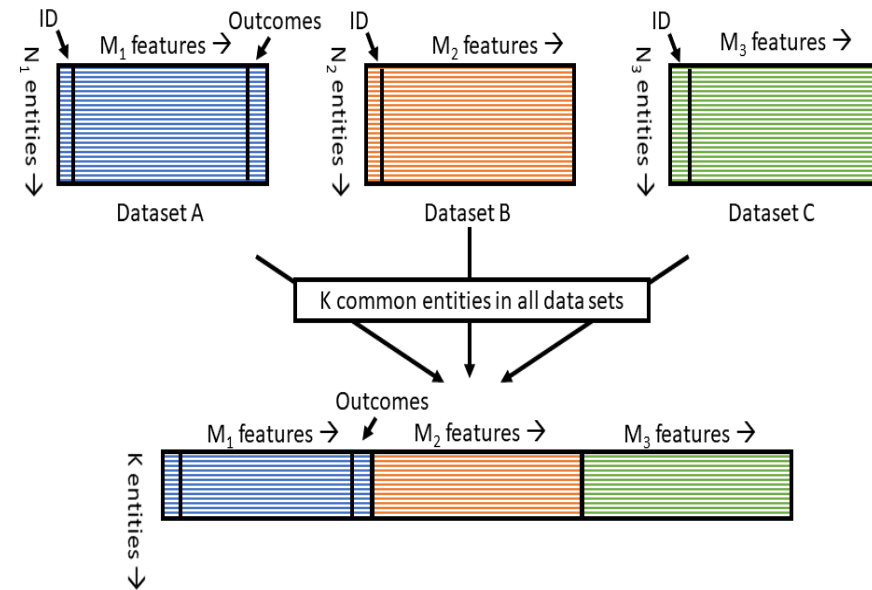 ID
M₁ features →
Outcomes
N₁ entities →
Dataset A
ID
M₂ features →
N₂ entities →
Dataset B
ID
M₃ features →
N₃ entities →
Dataset C
K common entities in all data sets
Outcomes
M₁ features →
M₂ features →
M₃ features →
K entities →